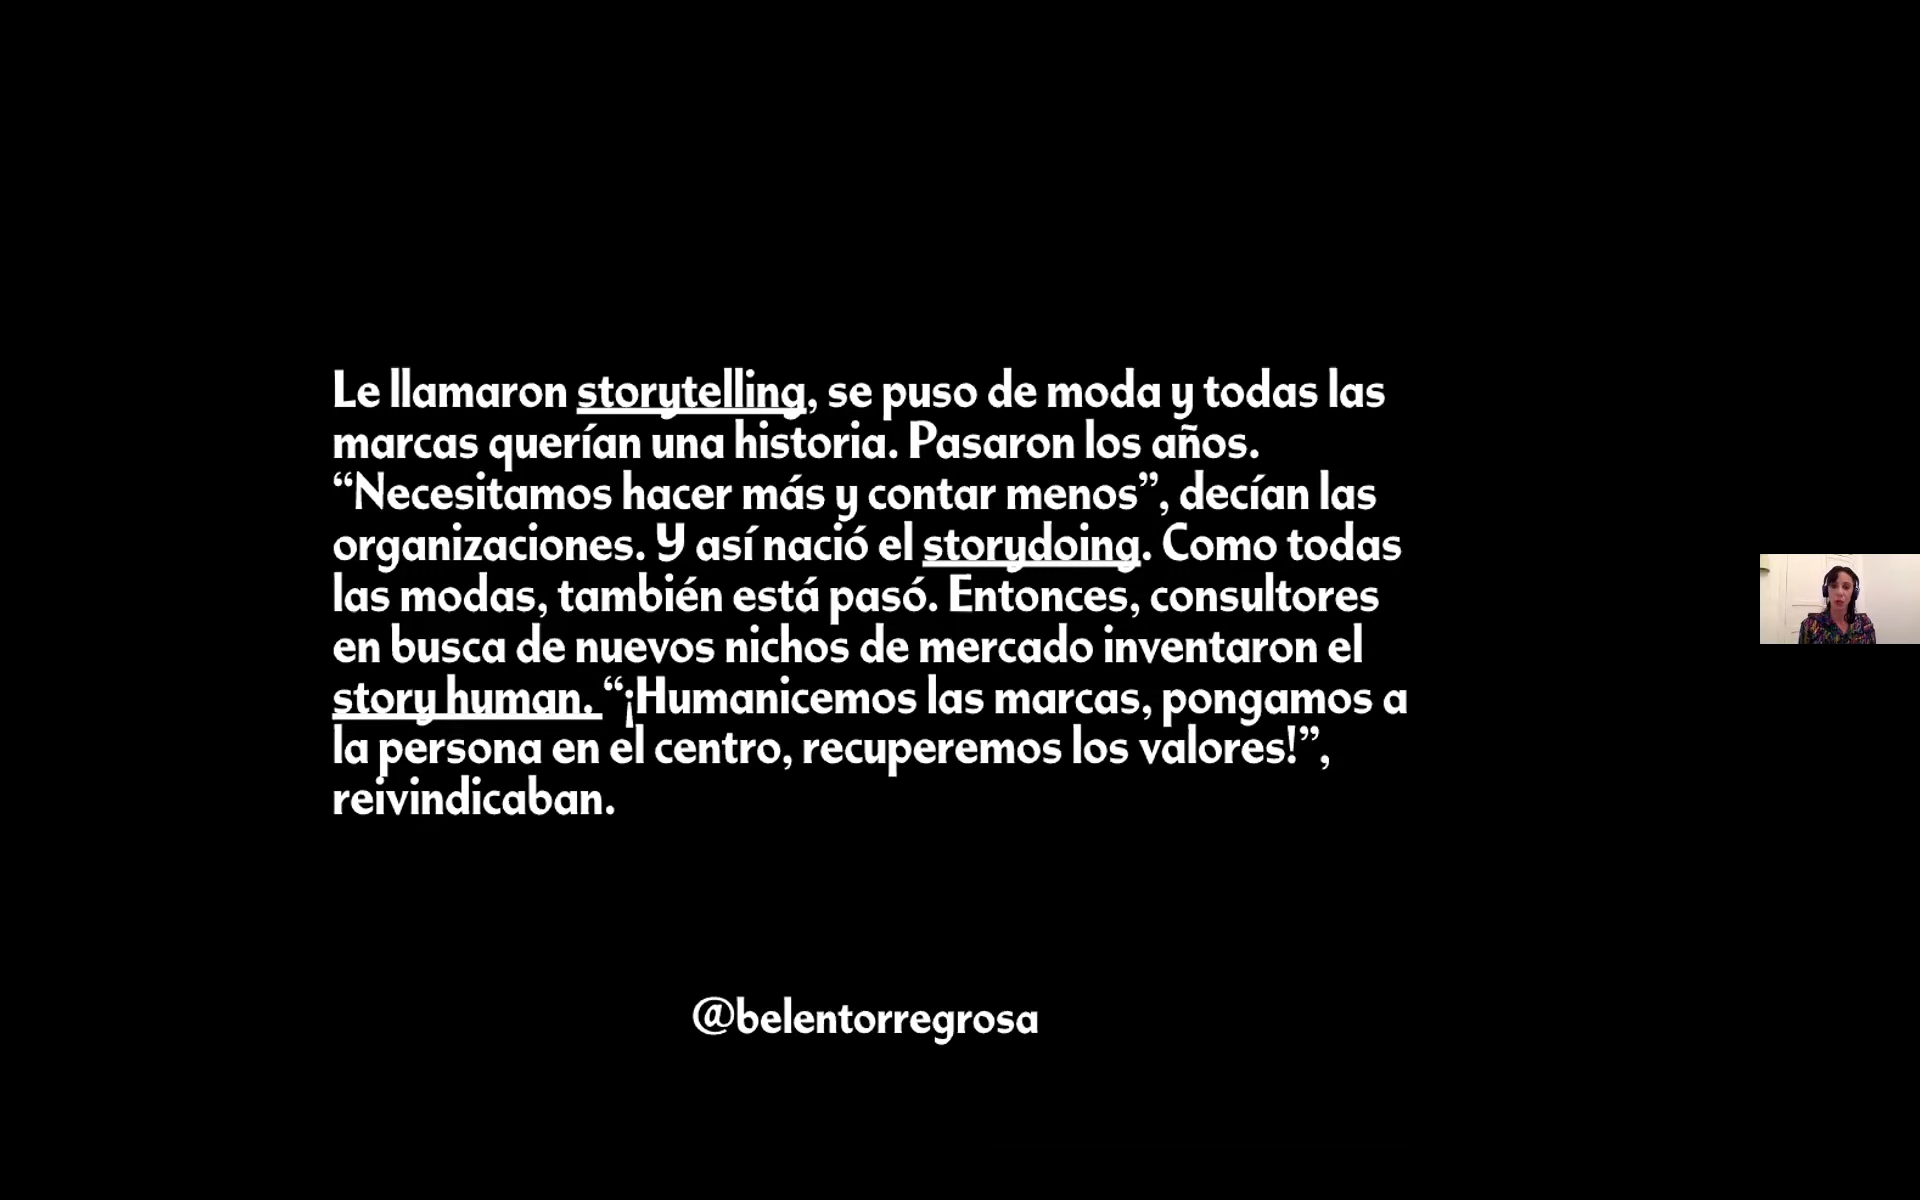 Le llamaron storytelling, se puso de moda y todas las
marcas querían una historia. Pasaron los años.
“Necesitamos hacer más y contar menos”, decían las
organizaciones. Y así nació el storydoing. Como todas
las modas, también está pasó. Entonces, consultores
en busca de nuevos nichos de mercado inventaron el
story human. “¡Humanicemos las marcas, pongamos a
la persona en el centro, recuperemos los valores!”,
reivindicaban.
@belentorregrosa